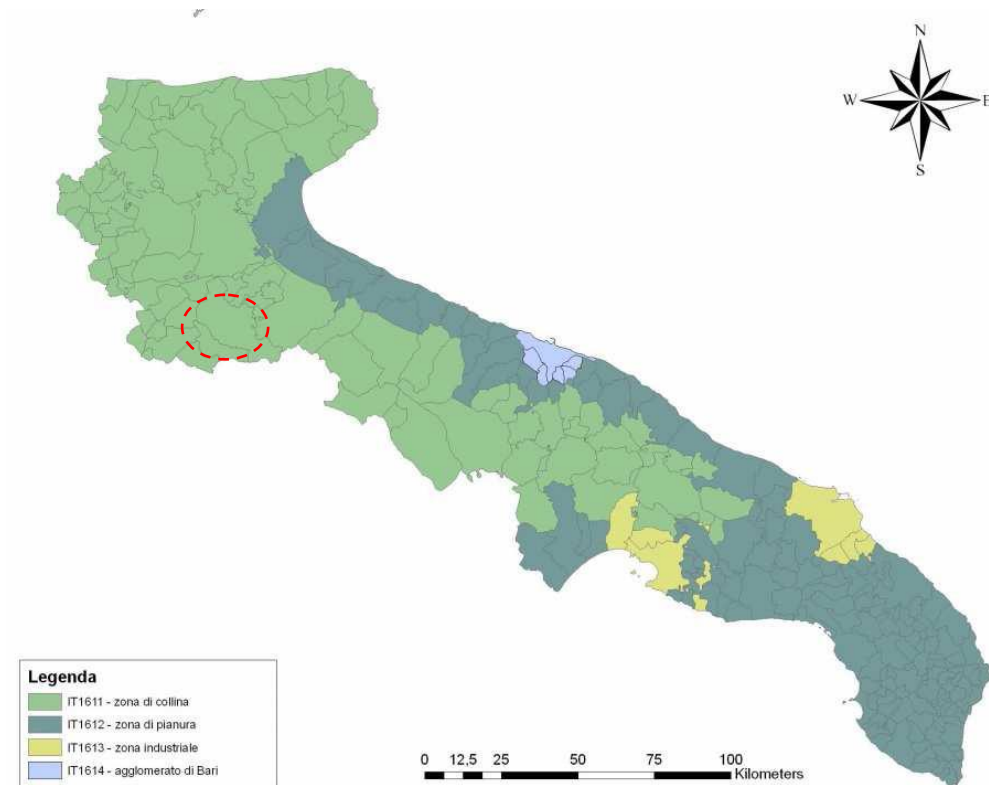 N
W
E
S
Legenda
IT1611 - zona di collina
IT1612 - zona di pianura
IT1613 - zona industriale
IT1614 - agglomerato di Bari
0 12,5 25 50 75 100
Kilometers